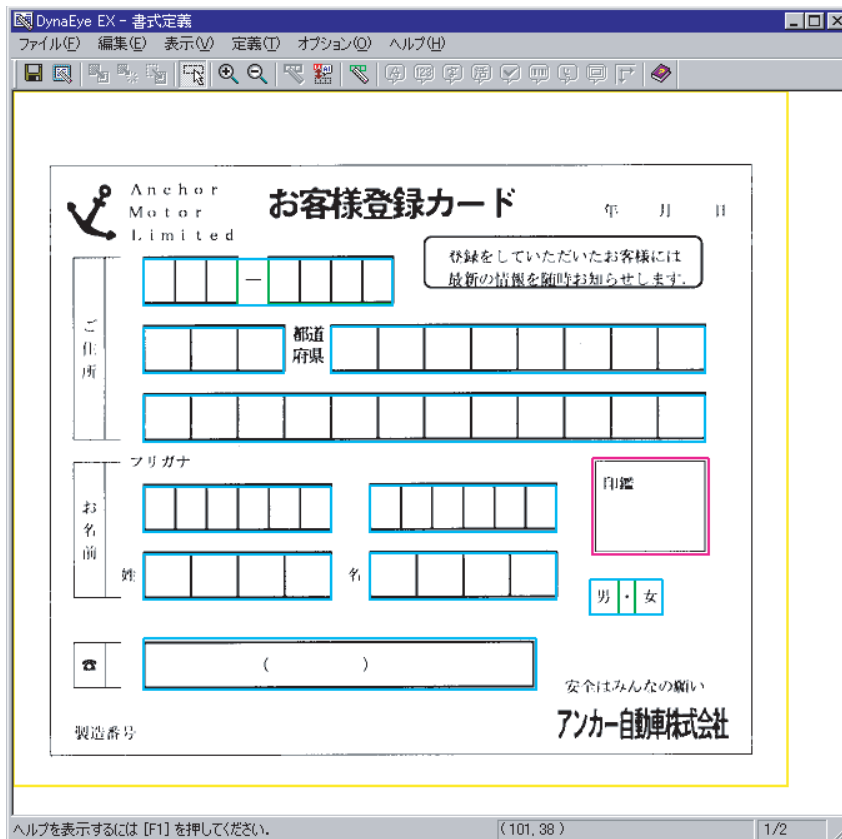 DynaEye EX - 書式定義
ファイル(F) 編集(E) 表示(V) 定義(T) オプション(O) ヘルプ(H)
Anchor
Motor
Limited
お客様登録カード
年 月 日
登録をしていただいたお客様には
最新の情報を随時お知らせします.
ご住所
―
都道
府県
フリガナ
お名前
姓
名
印鑑
男・女
☎
( )
安全はみんなの願い
アンカー自動車株式会社
製造番号
ヘルプを表示するには [F1] を押してください.
(101, 38)
1/2